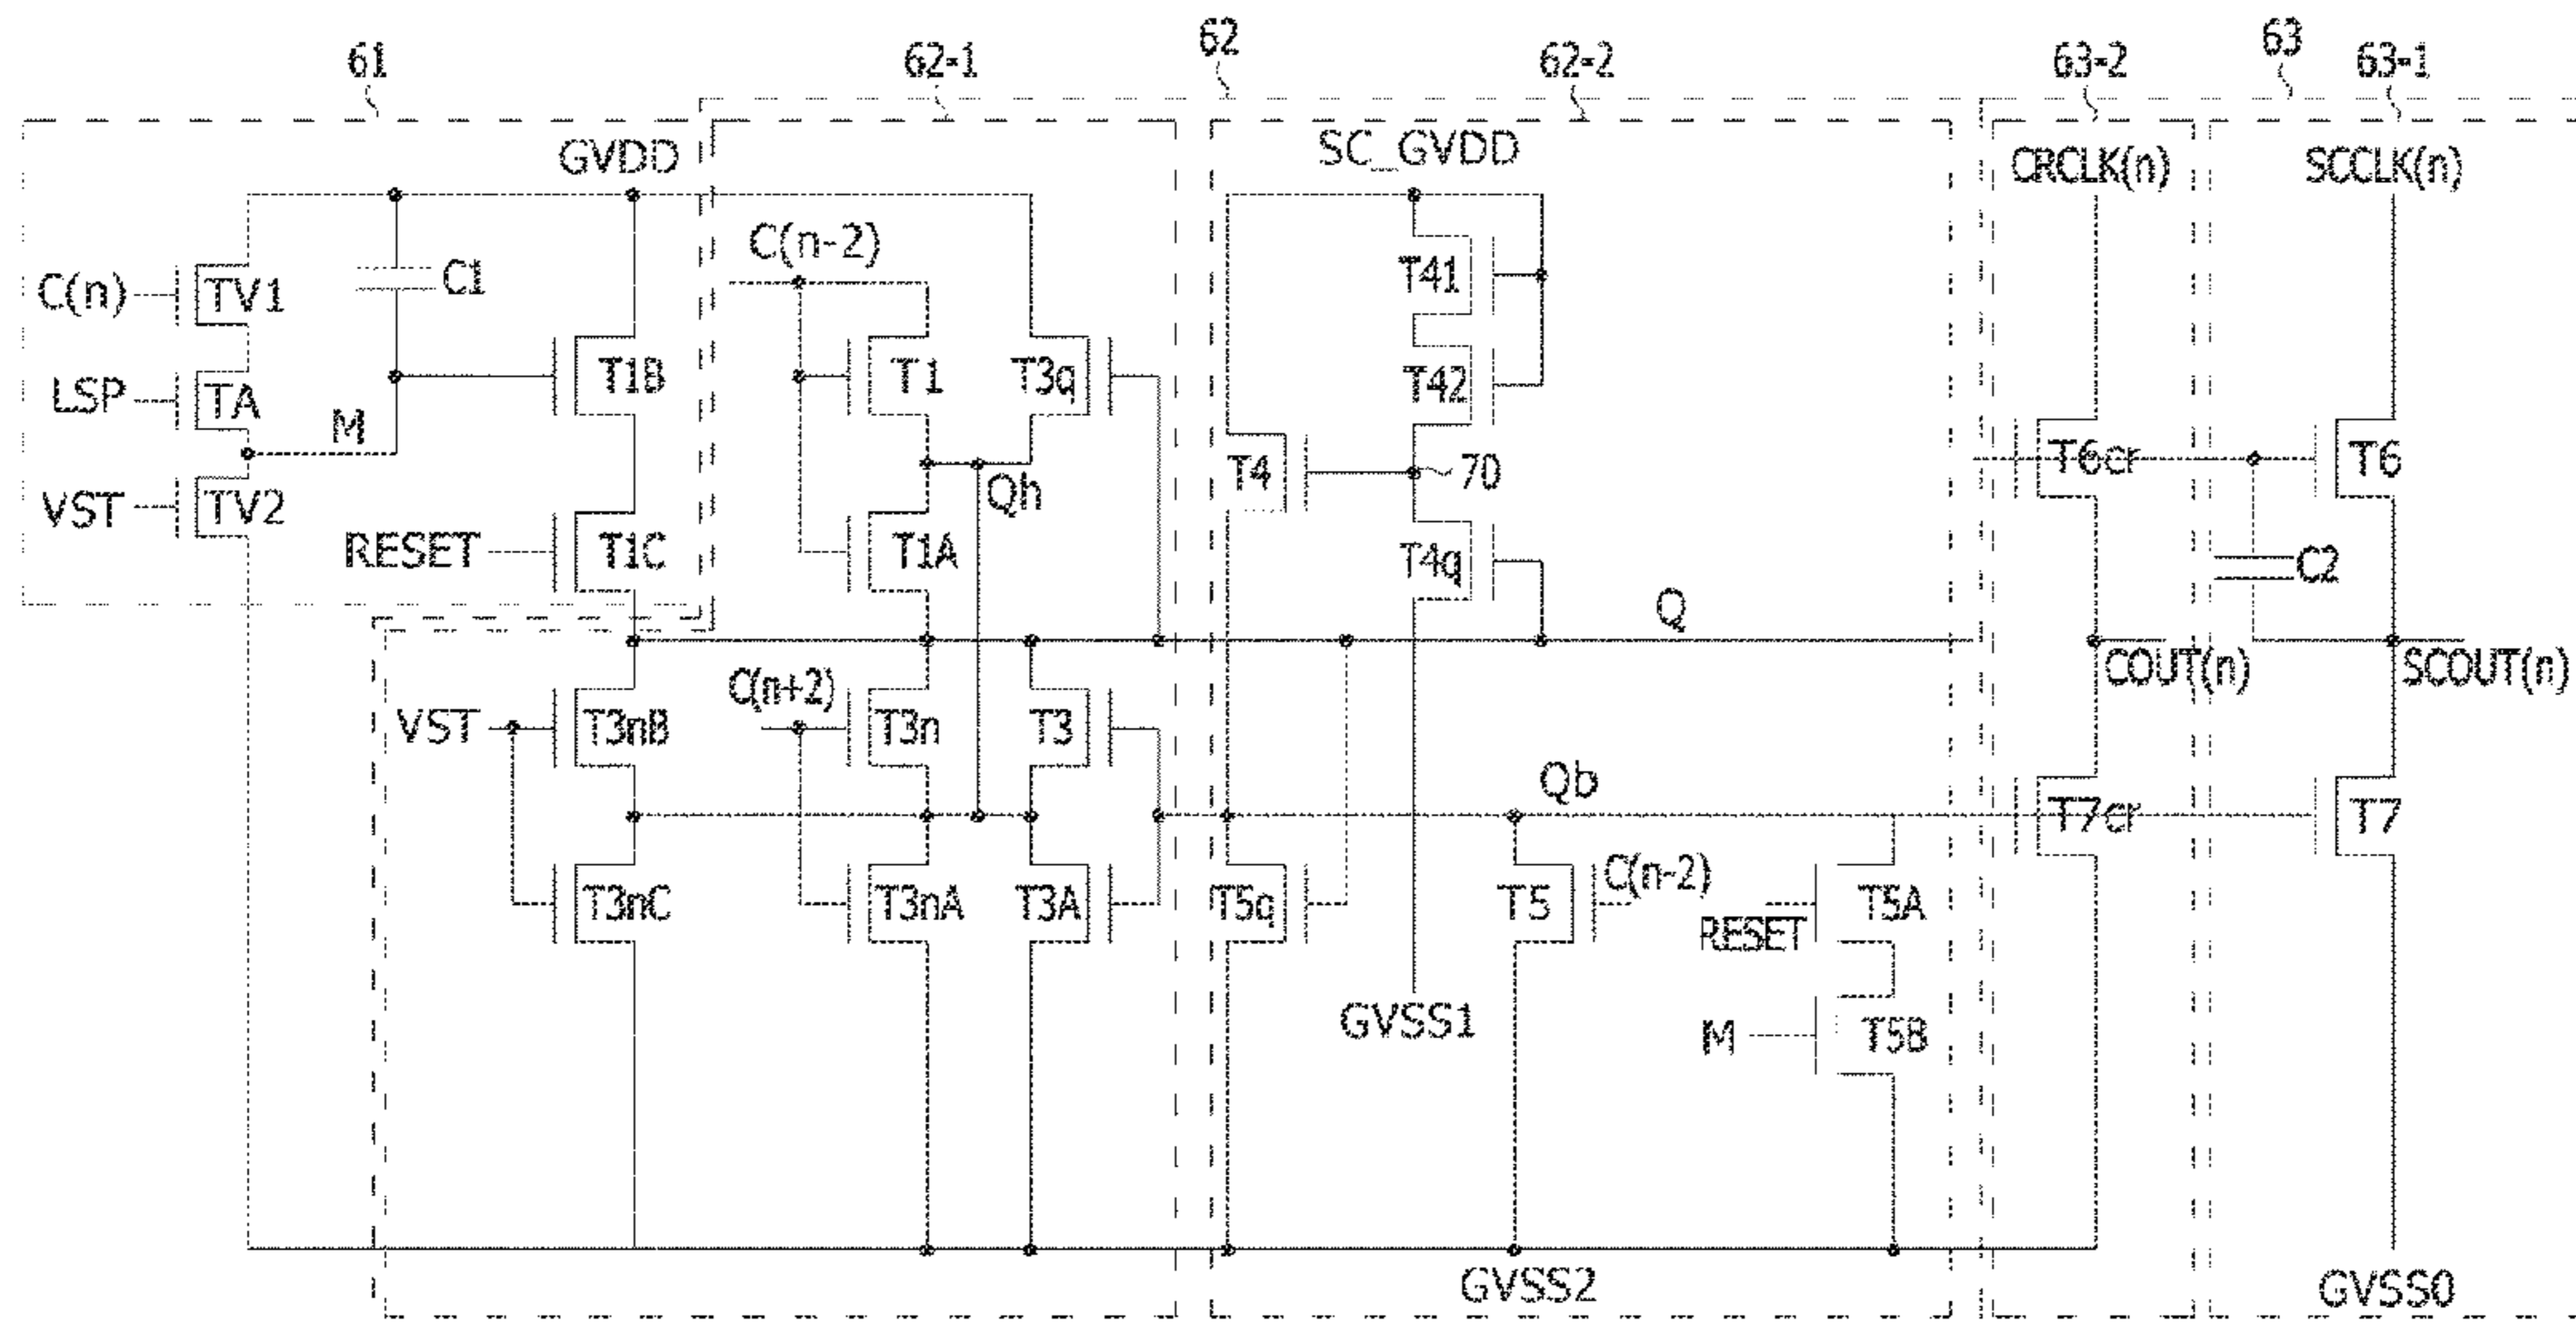 61
62-1
62
62-2
63-2
63
63-1
GVDD
SC_GVDD
CRCLK(n)
SCCLK(n)
C(n-2)
C(n)
TV1
C1
T41
LSP
TA
M
T1B
T1
T3q
T42
T6cr
T6
VST
TV2
Qh
T4
70
RESET
T1C
T1A
T4q
C2
Q
COUT(n)
SCOUT(n)
C(n+2)
VST
T3nB
T3n
T3
Qb
T7cr
T7
T3nC
T3nA
T3A
T5q
T5
C(n-2)
T5A
RESET
GVSS1
M
T5B
GVSS2
GVSS0